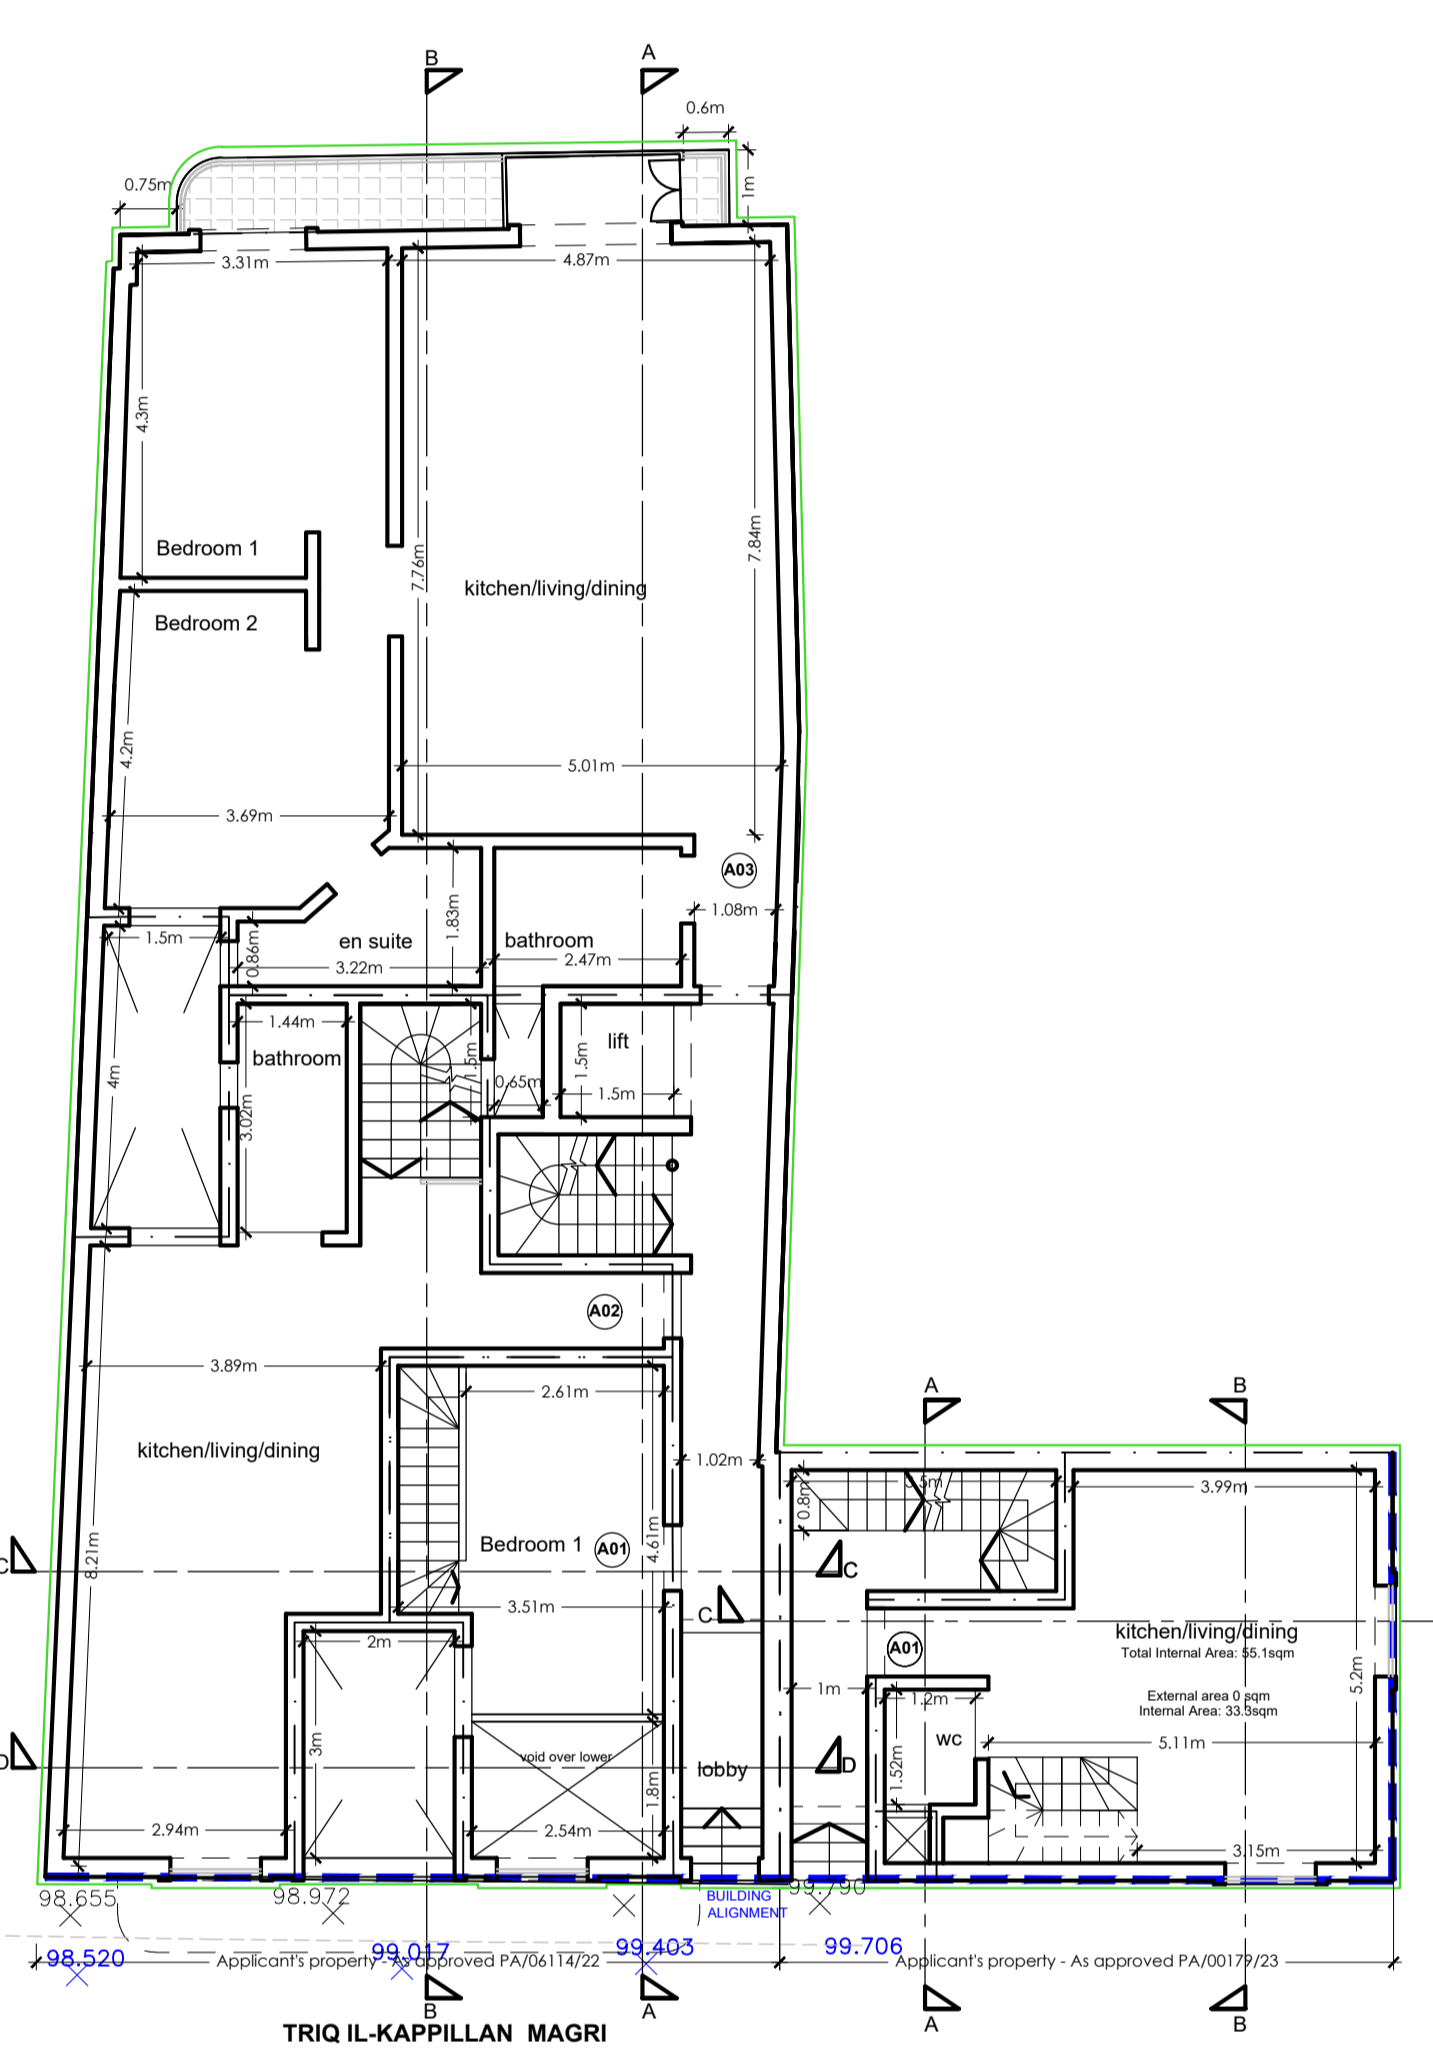 B
A
0.6m
0.75m
1m
3.31m
4.87m
4.3m
Bedroom 1
7.76m
7.84m
kitchen/living/dining
Bedroom 2
4.2m
5.01m
3.69m
A03
1.83m
1.08m
1.5m
0.86m
en suite
bathroom
3.22m
2.47m
1.44m
bathroom
lift
1.5m
1.5m
0.65m
1.5m
4m
3.02m
A02
3.89m
2.61m
A
B
kitchen/living/dining
1.02m
0.8m
3.99m
Bedroom 1
A01
4.61m
8.21m
C
C
3.51m
C
kitchen/living/dining
Total Internal Area: 55.1sqm
A01
2m
5.2m
1m
1.2m
External area 0 sqm
Internal Area: 33.3sqm
3m
void over lower
WC
5.11m
D
lobby
D
1.52m
1.8m
2.94m
2.54m
3.15m
98.655
98.972
99.790
BUILDING
ALIGNMENT
98.520
99.017
99.403
99.706
Applicant's property - As approved PA/06114/22
Applicant's property - As approved PA/00179/23
B
A
A
B
TRIQ IL-KAPPILLAN MAGRI